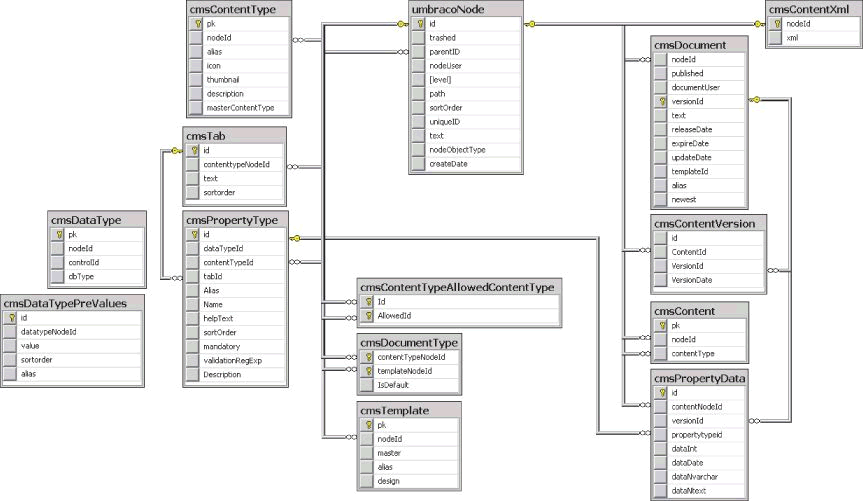 cmsContentType
pk
nodeId
alias
icon
thumbnail
description
masterContentType
umbracoNode
id
trashed
parentID
nodeUser
[level]
path
sortOrder
uniqueID
text
nodeObjectType
createDate
cmsContentXml
nodeId
xml
cmsDocument
nodeId
published
documentUser
versionId
text
releaseDate
expireDate
updateDate
templateId
alias
newest
cmsTab
id
contenttypeNodeId
text
sortorder
cmsDataType
pk
nodeId
controlId
dbType
cmsPropertyType
id
dataTypeId
contentTypeId
tabId
Alias
Name
helpText
sortOrder
mandatory
validationRegExp
Description
cmsContentVersion
id
ContentId
VersionId
VersionDate
cmsDataTypePreValues
id
datatypeNodeId
value
sortorder
alias
cmsContentTypeAllowedContentType
Id
AllowedId
cmsContent
pk
nodeId
contentType
cmsDocumentType
contentTypeNodeId
templateNodeId
IsDefault
cmsPropertyData
id
contentNodeId
versionId
propertytypeid
dataInt
dataDate
dataNvarchar
dataNtext
cmsTemplate
pk
nodeId
master
alias
design